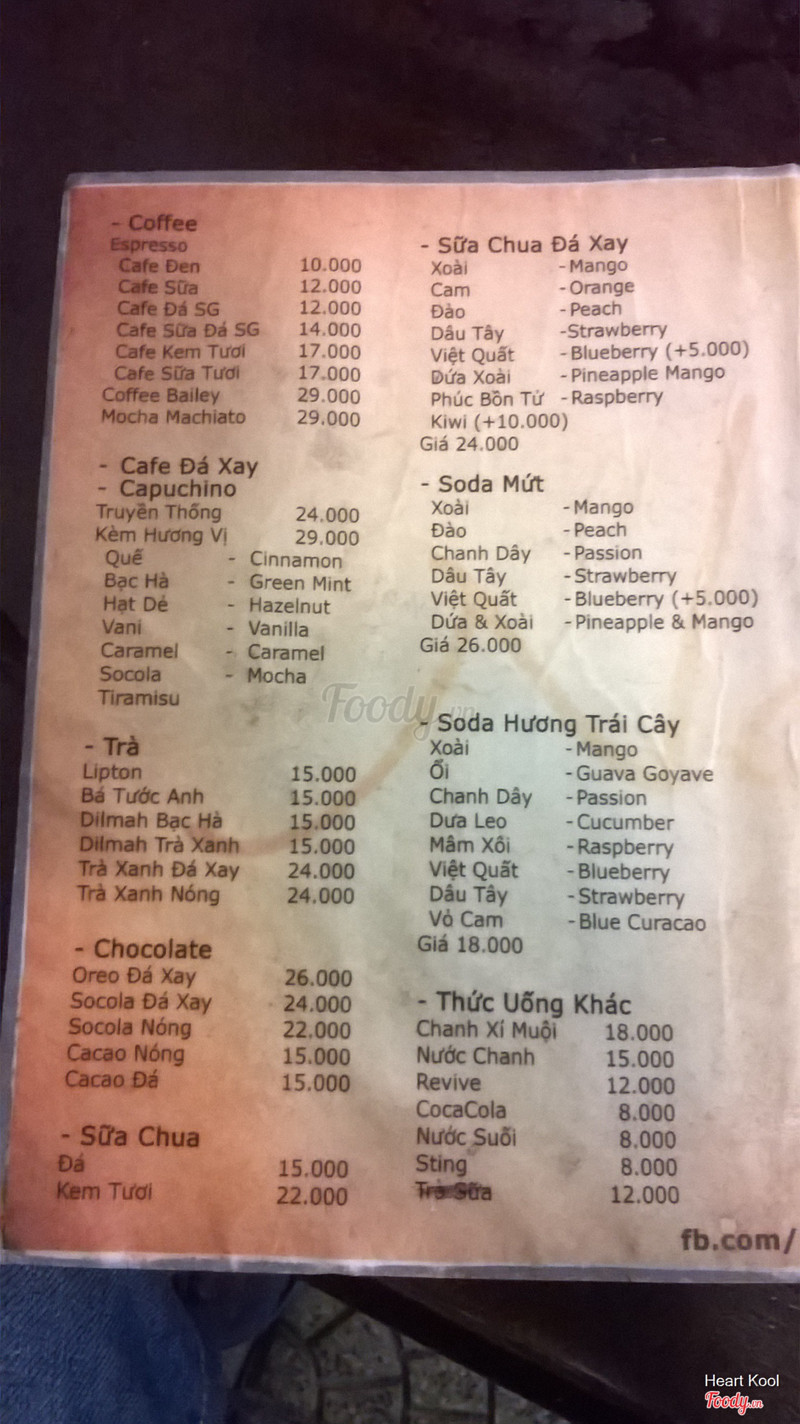 - Coffee
Espresso
Cafe Đen 10.000
Cafe Sữa 12.000
Cafe Đá SG 12.000
Cafe Sữa Đá SG 14.000
Cafe Kem Tươi 17.000
Cafe Sữa Tươi 17.000
Coffee Bailey 29.000
Mocha Machiato 29.000
- Cafe Đá Xay
- Capuchino
Truyền Thống 24.000
Kèm Hương Vị 29.000
Quế - Cinnamon
Bạc Hà - Green Mint
Hạt Dẻ - Hazelnut
Vani - Vanilla
Caramel - Caramel
Socola - Mocha
Tiramisu
- Trà
Lipton 15.000
Bá Tước Anh 15.000
Dilmah Bạc Hà 15.000
Dilmah Trà Xanh 15.000
Trà Xanh Đá Xay 24.000
Trà Xanh Nóng 24.000
- Chocolate
Oreo Đá Xay 26.000
Socola Đá Xay 24.000
Socola Nóng 22.000
Cacao Nóng 15.000
Cacao Đá 15.000
- Sữa Chua
Đá 15.000
Kem Tươi 22.000
- Sữa Chua Đá Xay
Xoài - Mango
Cam - Orange
Đào - Peach
Dâu Tây - Strawberry
Việt Quất - Blueberry (+5.000)
Dứa Xoài - Pineapple Mango
Phúc Bồn Tử - Raspberry
Kiwi (+10.000)
Giá 24.000
- Soda Mứt
Xoài - Mango
Đào - Peach
Chanh Dây - Passion
Dâu Tây - Strawberry
Việt Quất - Blueberry (+5.000)
Dứa & Xoài - Pineapple & Mango
Giá 26.000
- Soda Hương Trái Cây
Xoài - Mango
Ổi - Guava Goyave
Chanh Dây - Passion
Dưa Leo - Cucumber
Mâm Xôi - Raspberry
Việt Quất - Blueberry
Dâu Tây - Strawberry
Vỏ Cam - Blue Curacao
Giá 18.000
- Thức Uống Khác
Chanh Xí Muội 18.000
Nước Chanh 15.000
Revive 12.000
CocaCola 8.000
Nước Suối 8.000
Sting 8.000
Trà Sữa 12.000
fb.com/
Foody.vn
Heart Kool
Foody.vn